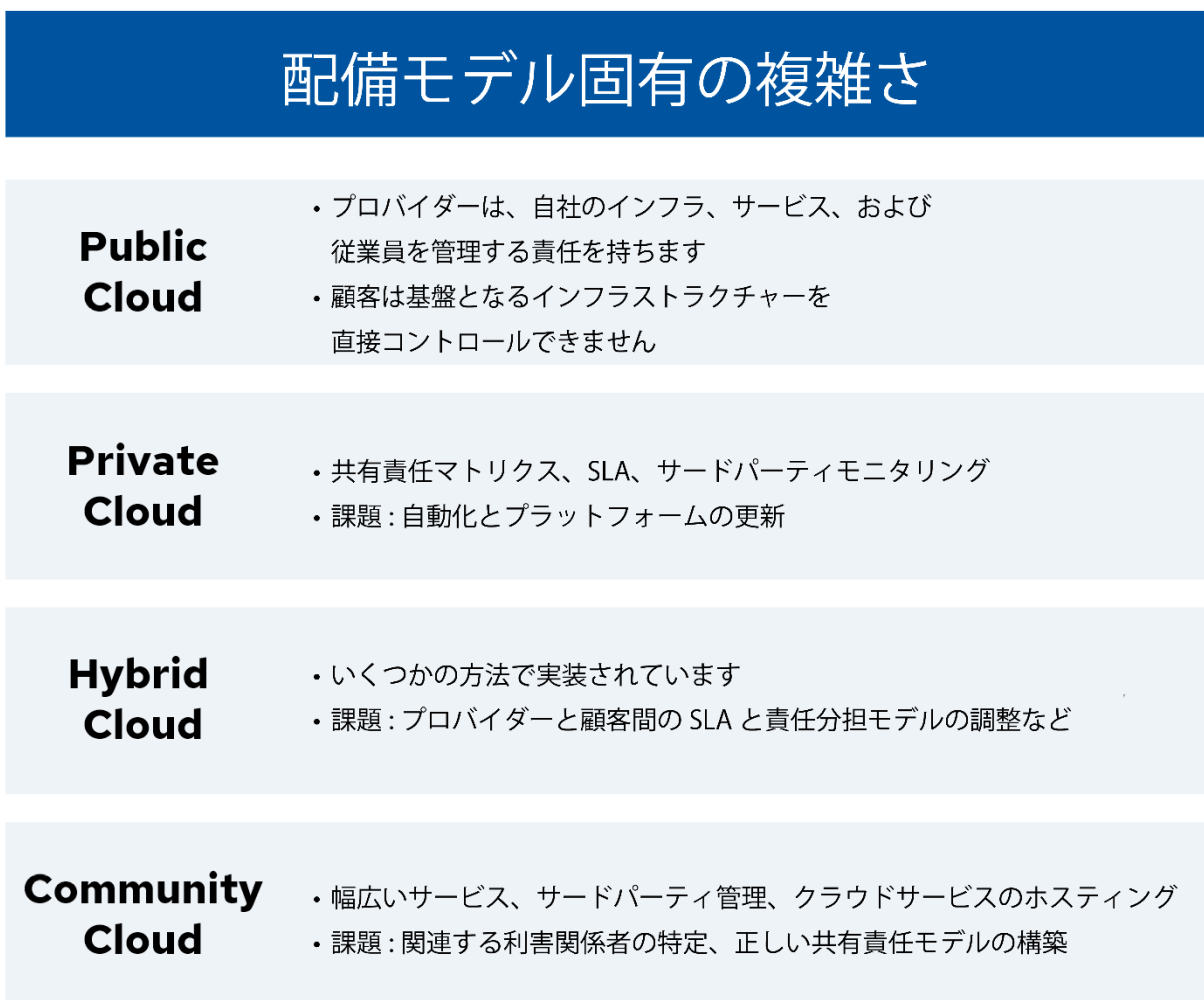 配備モデル固有の複雑さ
Public
Cloud
• プロバイダーは、自社のインフラ、サービス、および
従業員を管理する責任を持ちます
• 顧客は基盤となるインフラストラクチャーを
直接コントロールできません
Private
Cloud
• 共有責任マトリクス、SLA、サードパーティモニタリング
• 課題 : 自動化とプラットフォームの更新
Hybrid
Cloud
• いくつかの方法で実装されています
• 課題 : プロバイダーと顧客間の SLA と責任分担モデルの調整など
Community
Cloud
• 幅広いサービス、サードパーティ管理、クラウドサービスのホスティング
• 課題 : 関連する利害関係者の特定、正しい共有責任モデルの構築